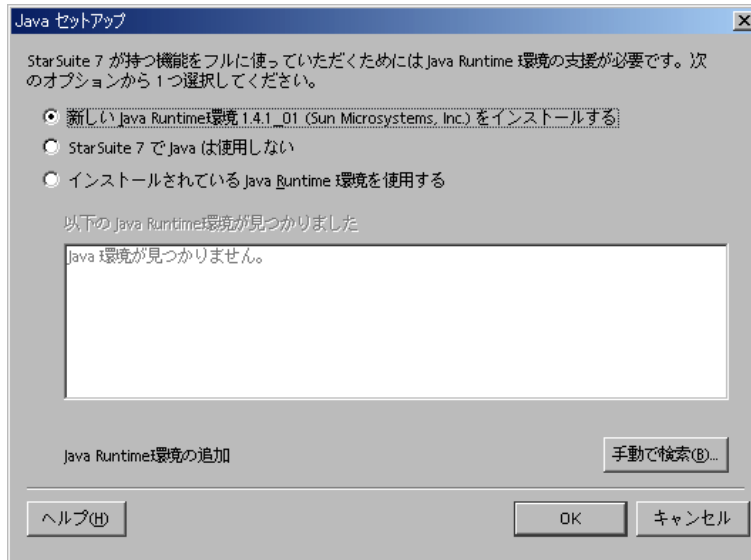 Java セットアップ
StarSuite 7 が持つ機能をフルに使っていただくためにはJava Runtime 環境の支援が必要です。次
のオプションから 1 つ選択してください。
新しい Java Runtime環境 1.4.1_01 (Sun Microsystems, Inc.) をインストールする
StarSuite 7 で Java は使用しない
インストールされている Java Runtime 環境を使用する
以下の Java Runtime環境が見つかりました
Java 環境が見つかりません。
Java Runtime環境の追加
手動で検索(B)...
ヘルプ(H)
OK
キャンセル